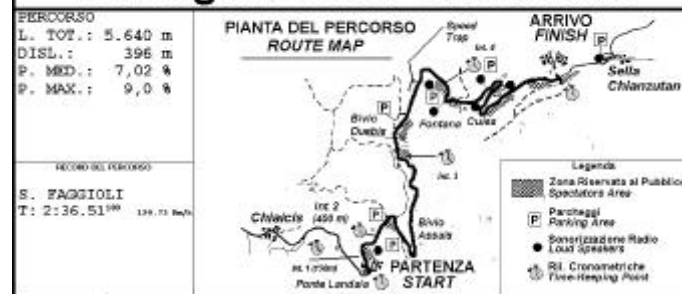 PERCORSO
L. TOT.: 5.640 m
DISL.: 396 m
P. MED.: 7,02 %
P. MAX.: 9,0 %
RECORD DEL PERCORSO
S. FAGGIOLI
T: 2:36.51
PIANTA DEL PERCORSO
ROUTE MAP
Speed
Trap
ARRIVO
FINISH
P
Sella
Chianzutan
P
P
P
Bivio
Duebis
Fontana
Cuies
Int. 3
Int. 2
(400 m)
P
Chiaicis
Bivio
Assais
P
PARTENZA
START
Ponte Landaia
Legenda
Zona Riservata al Pubblico
Spectators Area
P
Parcheggi
Parking Area
Sonorizzazione Radio
Loud Speakers
Ril. Cronometriche
Time-Keeping Point